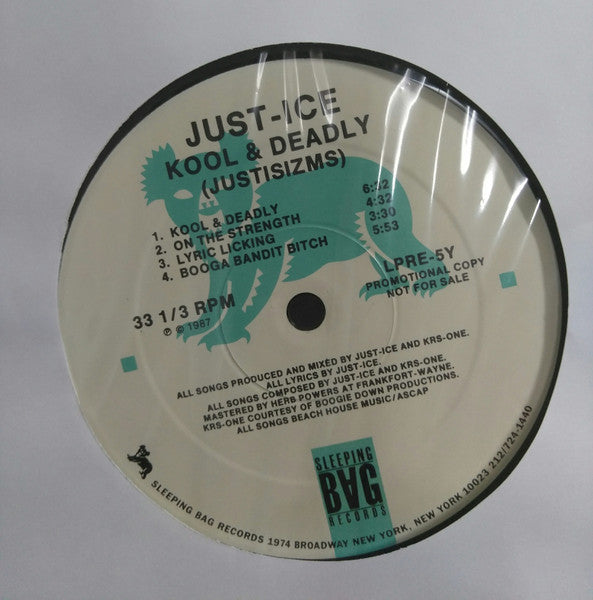 JUST-ICE
KOOL & DEADLY
(JUSTISIZMS)
1. KOOL & DEADLY 6:32
2. ON THE STRENGTH 4:32
3. LYRIC LICKING 3:30
4. BOOGA BANDIT BITCH 5:53
LPRE-5Y
PROMOTIONAL COPY
NOT FOR SALE
33 1/3 RPM
℗ © 1987
ALL SONGS PRODUCED AND MIXED BY JUST-ICE AND KRS-ONE.
ALL LYRICS BY JUST-ICE.
ALL SONGS COMPOSED BY JUST-ICE AND KRS-ONE.
MASTERED BY HERB POWERS AT FRANKFORT-WAYNE.
KRS-ONE COURTESY OF BOOGIE DOWN PRODUCTIONS.
ALL SONGS BEACH HOUSE MUSIC/ASCAP
SLEEPING
BAG
RECORDS
SLEEPING BAG RECORDS 1974 BROADWAY NEW YORK, NEW YORK 10023 212/724-1440